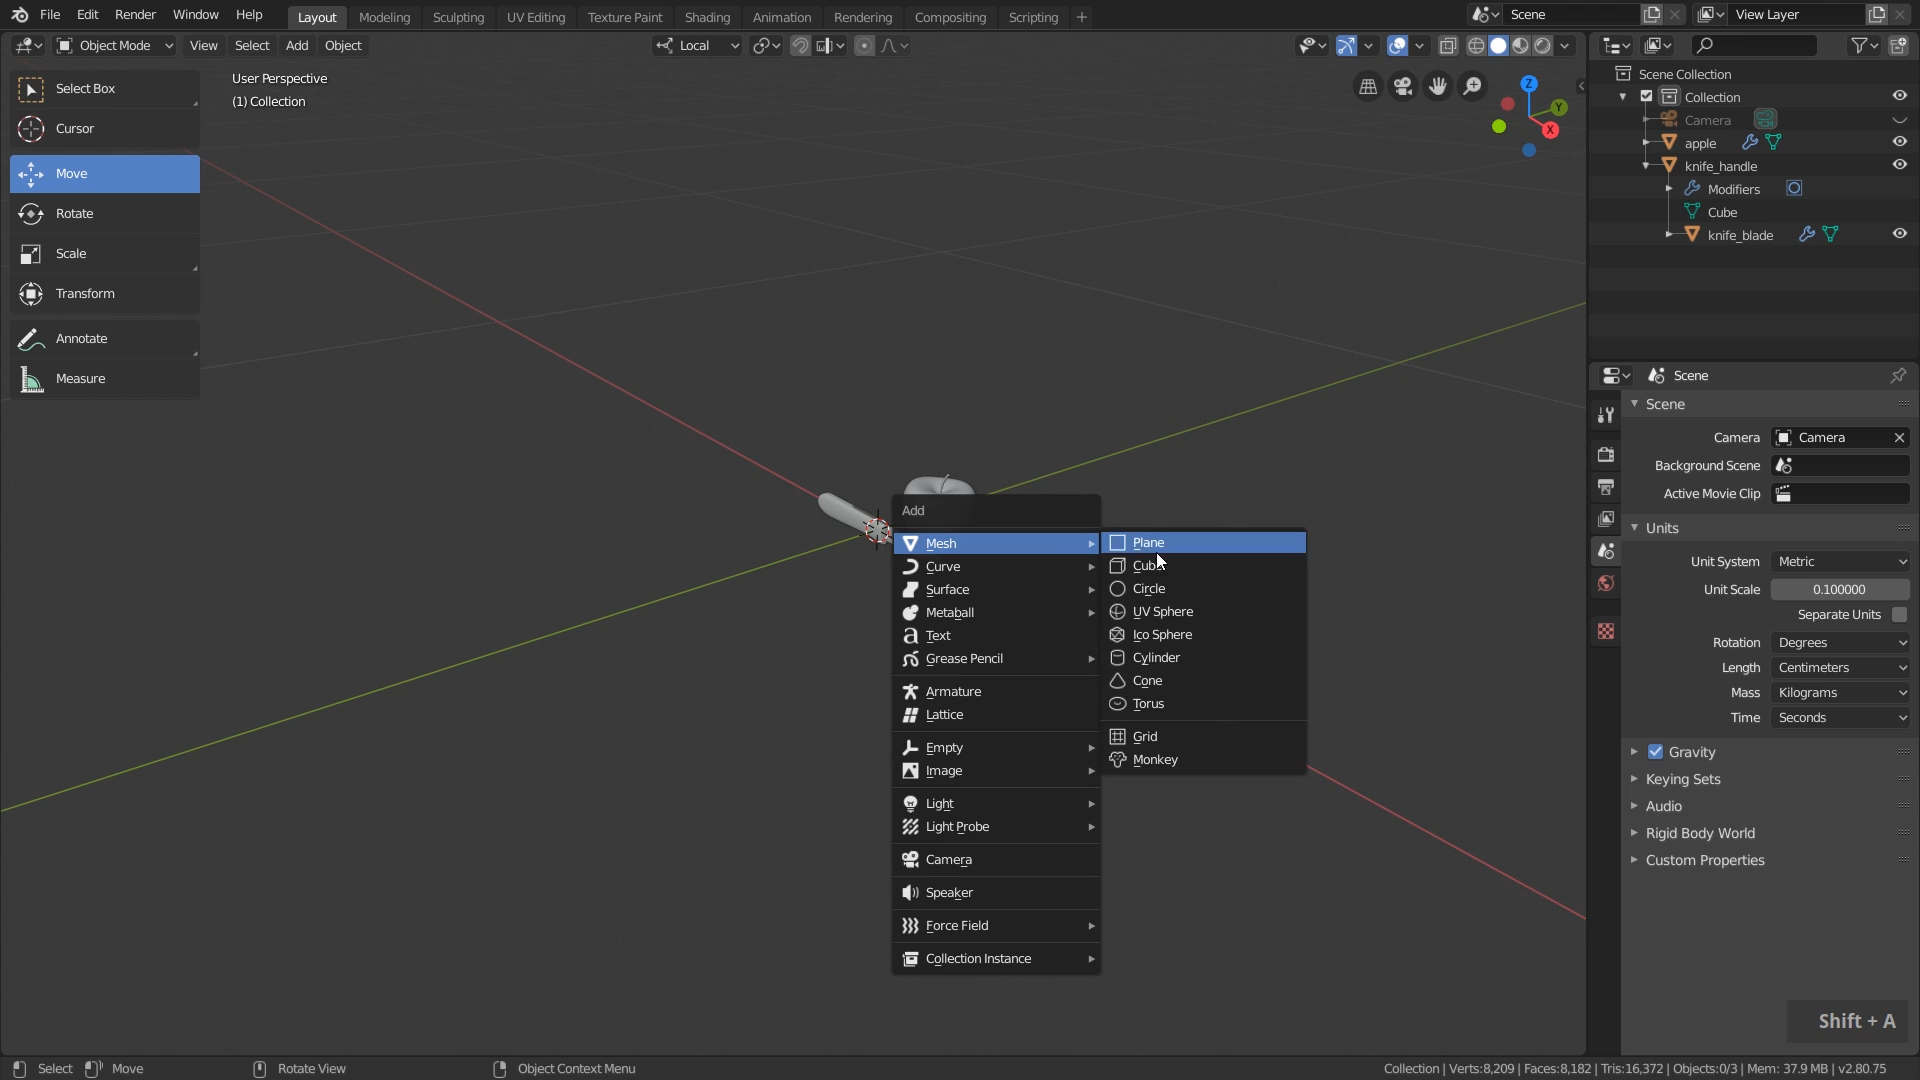 File Edit Render Window Help Layout Modeling Sculpting UV Editing Texture Paint Shading Animation Rendering Compositing Scripting + Scene View Layer
Object Mode View Select Add Object Local
Select Box
Cursor
Move
Rotate
Scale
Transform
Annotate
Measure
User Perspective
(1) Collection
Z
Y
X
Add
Mesh
Curve
Surface
Metaball
Text
Grease Pencil
Armature
Lattice
Empty
Image
Light
Light Probe
Camera
Speaker
Force Field
Collection Instance
Plane
Cube
Circle
UV Sphere
Ico Sphere
Cylinder
Cone
Torus
Grid
Monkey
Scene Collection
Collection
Camera
apple
knife_handle
Modifiers
Cube
knife_blade
Scene
Scene
Camera Camera
Background Scene
Active Movie Clip
Units
Unit System Metric
Unit Scale 0.100000
Separate Units
Rotation Degrees
Length Centimeters
Mass Kilograms
Time Seconds
Gravity
Keying Sets
Audio
Rigid Body World
Custom Properties
Shift + A
Select Move Rotate View Object Context Menu Collection | Verts:8,209 | Faces:8,182 | Tris:16,372 | Objects:0/3 | Mem: 37.9 MB | v2.80.75